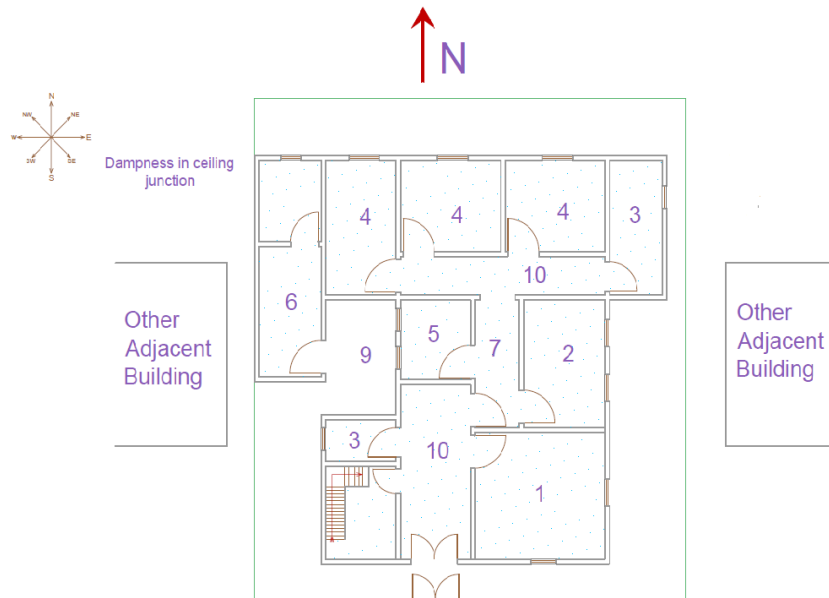 N
N
NW
NE
W
E
SW
SE
S
Dampness in ceiling
junction
4
4
4
3
10
6
Other
Adjacent
Building
Other
Adjacent
Building
5
7
2
9
3
10
1